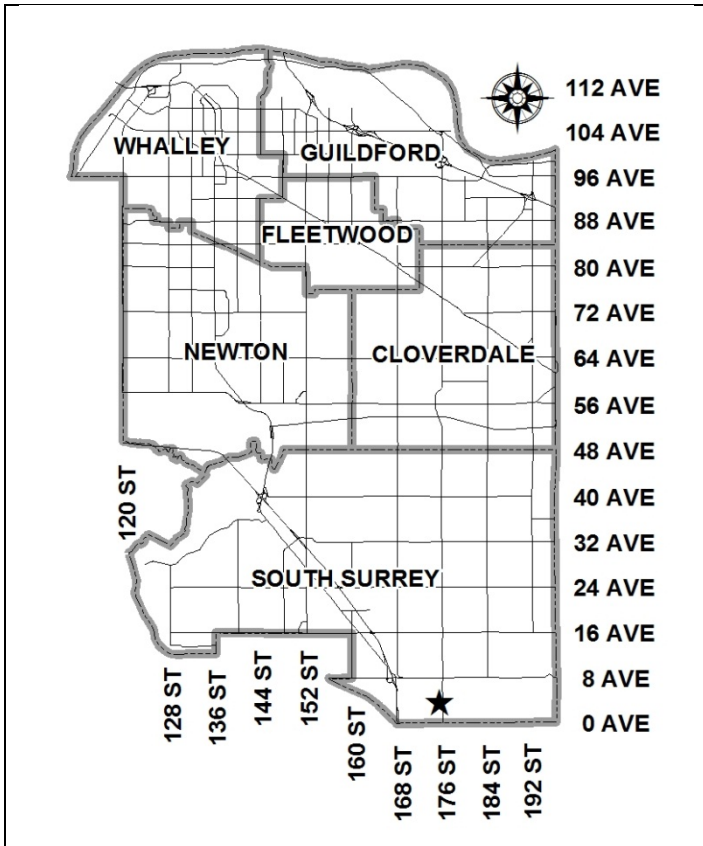 112 AVE
104 AVE
WHALLEY
GUILDFORD
96 AVE
88 AVE
FLEETWOOD
80 AVE
72 AVE
NEWTON
CLOVERDALE
64 AVE
56 AVE
48 AVE
120 ST
40 AVE
32 AVE
SOUTH SURREY
24 AVE
16 AVE
8 AVE
0 AVE
128 ST
136 ST
144 ST
152 ST
160 ST
168 ST
176 ST
184 ST
192 ST